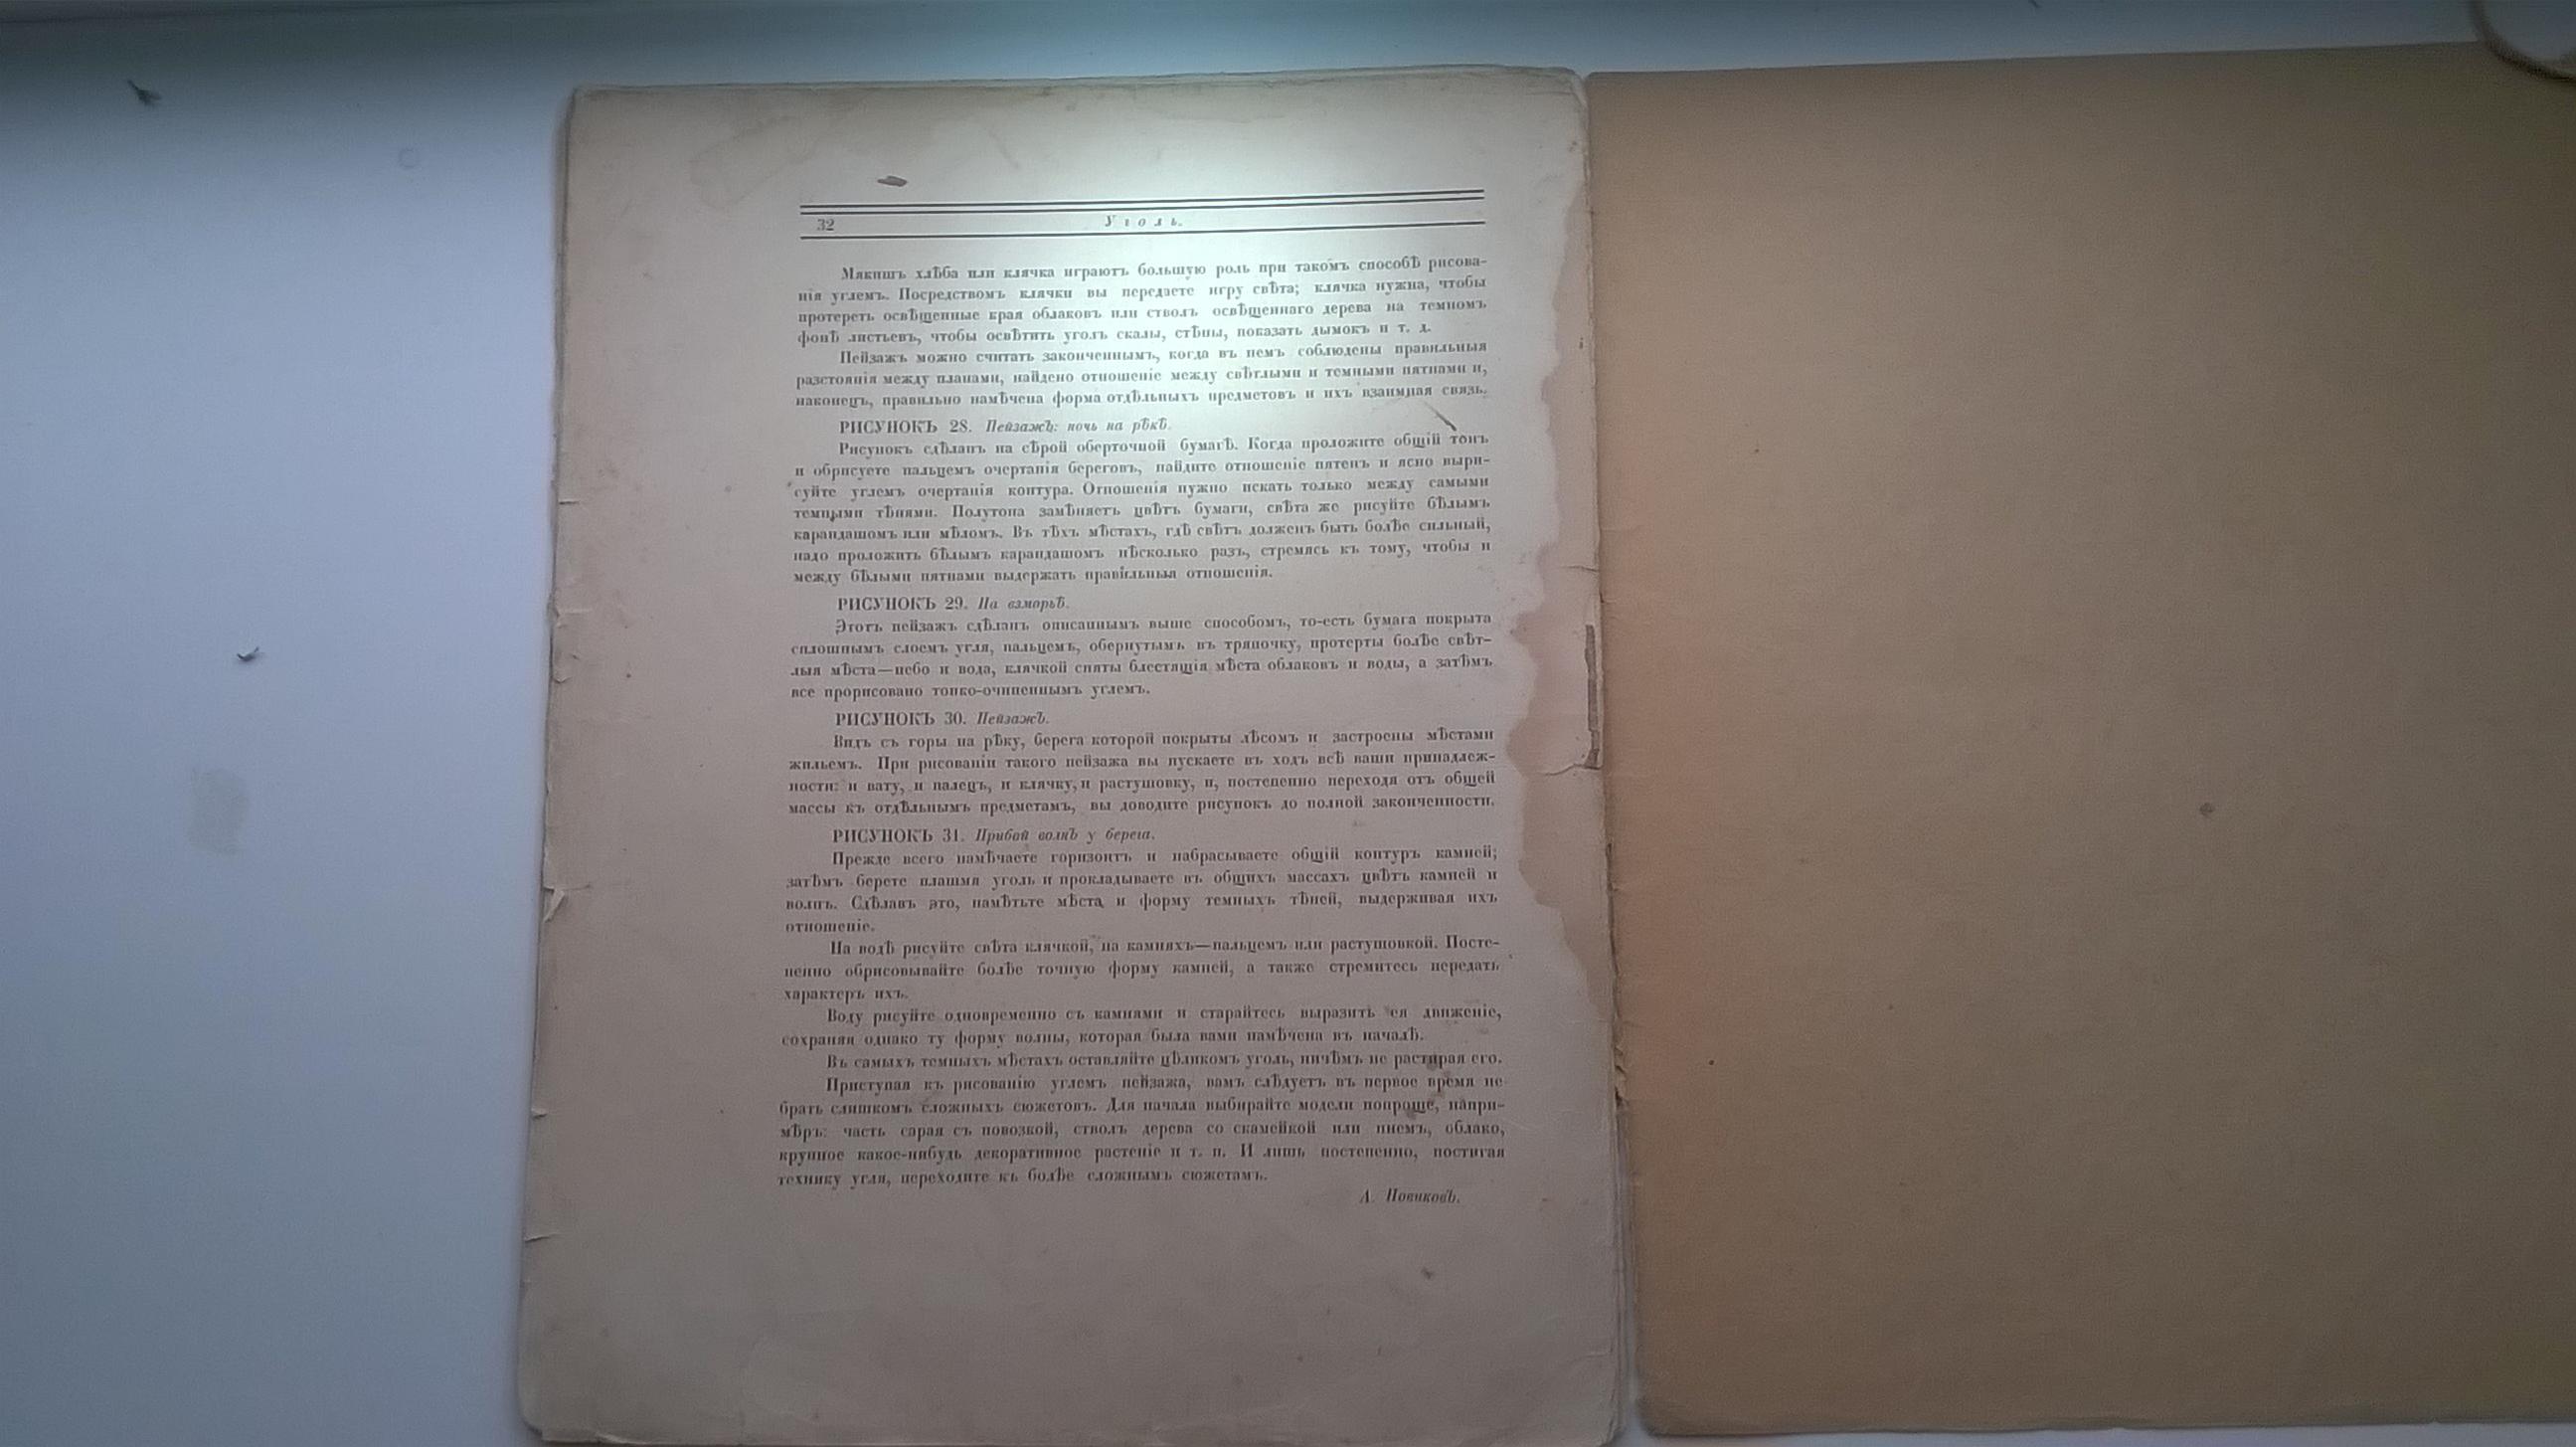 32
Уголь.
Мякишъ хлѣба или клячка играютъ большую роль при такомъ способѣ рисова-
нія углемъ. Посредствомъ клячки вы передаете игру свѣта; клячка нужна, чтобы
протереть освѣщенные края облаковъ или стволъ освѣщеннаго дерева на темномъ
фонѣ листьевъ, чтобы освѣтить уголъ скалы, стѣны, показать дымокъ и т. д.
Пейзажъ можно считать законченнымъ, когда въ немъ соблюдены правильныя
разстоянія между планами, найдено отношеніе между свѣтлыми и темными пятнами и,
наконецъ, правильно намѣчена форма отдѣльныхъ предметовъ и ихъ взаимная связь.
РИСУНОКЪ 28. Пейзажъ: ночь на рѣкѣ.
Рисунокъ сдѣланъ на сѣрой оберточной бумагѣ. Когда проложите общій тонъ
и обрисуете пальцемъ очертанія береговъ, найдите отношеніе пятенъ и ясно выри-
суйте углемъ очертанія контура. Отношенія нужно искать только между самыми
темными тѣнями. Полутона замѣняетъ цвѣтъ бумаги, свѣта же рисуйте бѣлымъ
карандашомъ или мѣломъ. Въ тѣхъ мѣстахъ, гдѣ свѣтъ долженъ быть болѣе сильный,
надо проложить бѣлымъ карандашомъ нѣсколько разъ, стремясь къ тому, чтобы и
между бѣлыми пятнами выдержать правильныя отношенія.
РИСУНОКЪ 29. На взморьѣ.
Этотъ пейзажъ сдѣланъ описаннымъ выше способомъ, то-есть бумага покрыта
сплошнымъ слоемъ угля, пальцемъ, обернутымъ въ тряпочку, протерты болѣе свѣт-
лыя мѣста—небо и вода, клячкой сняты блестящія мѣста облаковъ и воды, а затѣмъ
все прорисовано тонко-очиненнымъ углемъ.
РИСУНОКЪ 30. Пейзажъ.
Видъ съ горы на рѣку, берега которой покрыты лѣсомъ и застроены мѣстами
жильемъ. При рисованіи такого пейзажа вы пускаете въ ходъ всѣ ваши принадлеж-
ности: и вату, и палецъ, и клячку, и растушовку, и, постепенно переходя отъ общей
массы къ отдѣльнымъ предметамъ, вы доводите рисунокъ до полной законченности.
РИСУНОКЪ 31. Прибой волнъ у берега.
Прежде всего намѣчаете горизонтъ и набрасываете общій контуръ камней;
затѣмъ берете плашмя уголь и прокладываете въ общихъ массахъ цвѣтъ камней и
волнъ. Сдѣлавъ это, намѣтьте мѣста и форму темныхъ тѣней, выдерживая ихъ
отношеніе.
На водѣ рисуйте свѣта клячкой, на камняхъ—пальцемъ или растушовкой. Посте-
пенно обрисовывайте болѣе точную форму камней, а также стремитесь передать
характеръ ихъ.
Воду рисуйте одновременно съ камнями и старайтесь выразить ея движеніе,
сохраняя однако ту форму волны, которая была вами намѣчена въ началѣ.
Въ самыхъ темныхъ мѣстахъ оставляйте цѣликомъ уголь, ничѣмъ не растирая его.
Приступая къ рисованію углемъ пейзажа, вамъ слѣдуетъ въ первое время не
брать слишкомъ сложныхъ сюжетовъ. Для начала выбирайте модели попроще, напри-
мѣръ: часть сарая съ повозкой, стволъ дерева со скамейкой или пнемъ, облако,
крупное какое-нибудь декоративное растеніе и т. п. И лишь постепенно, постигая
технику угля, переходите къ болѣе сложнымъ сюжетамъ.
А. Новиковъ.